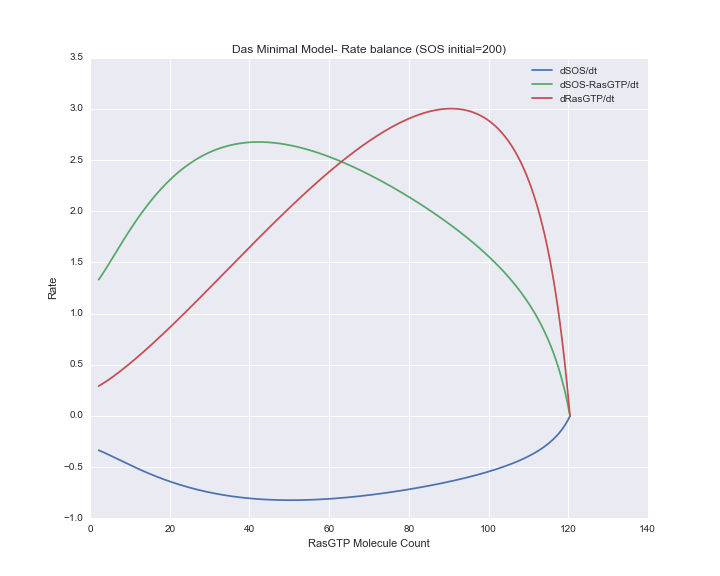 Das Minimal Model- Rate balance (SOS initial=200)
3.5
3.0
2.5
2.0
1.5
1.0
0.5
0.0
−0.5
−1.0
Rate
dSOS/dt
dSOS-RasGTP/dt
dRasGTP/dt
0 20 40 60 80 100 120 140
RasGTP Molecule Count